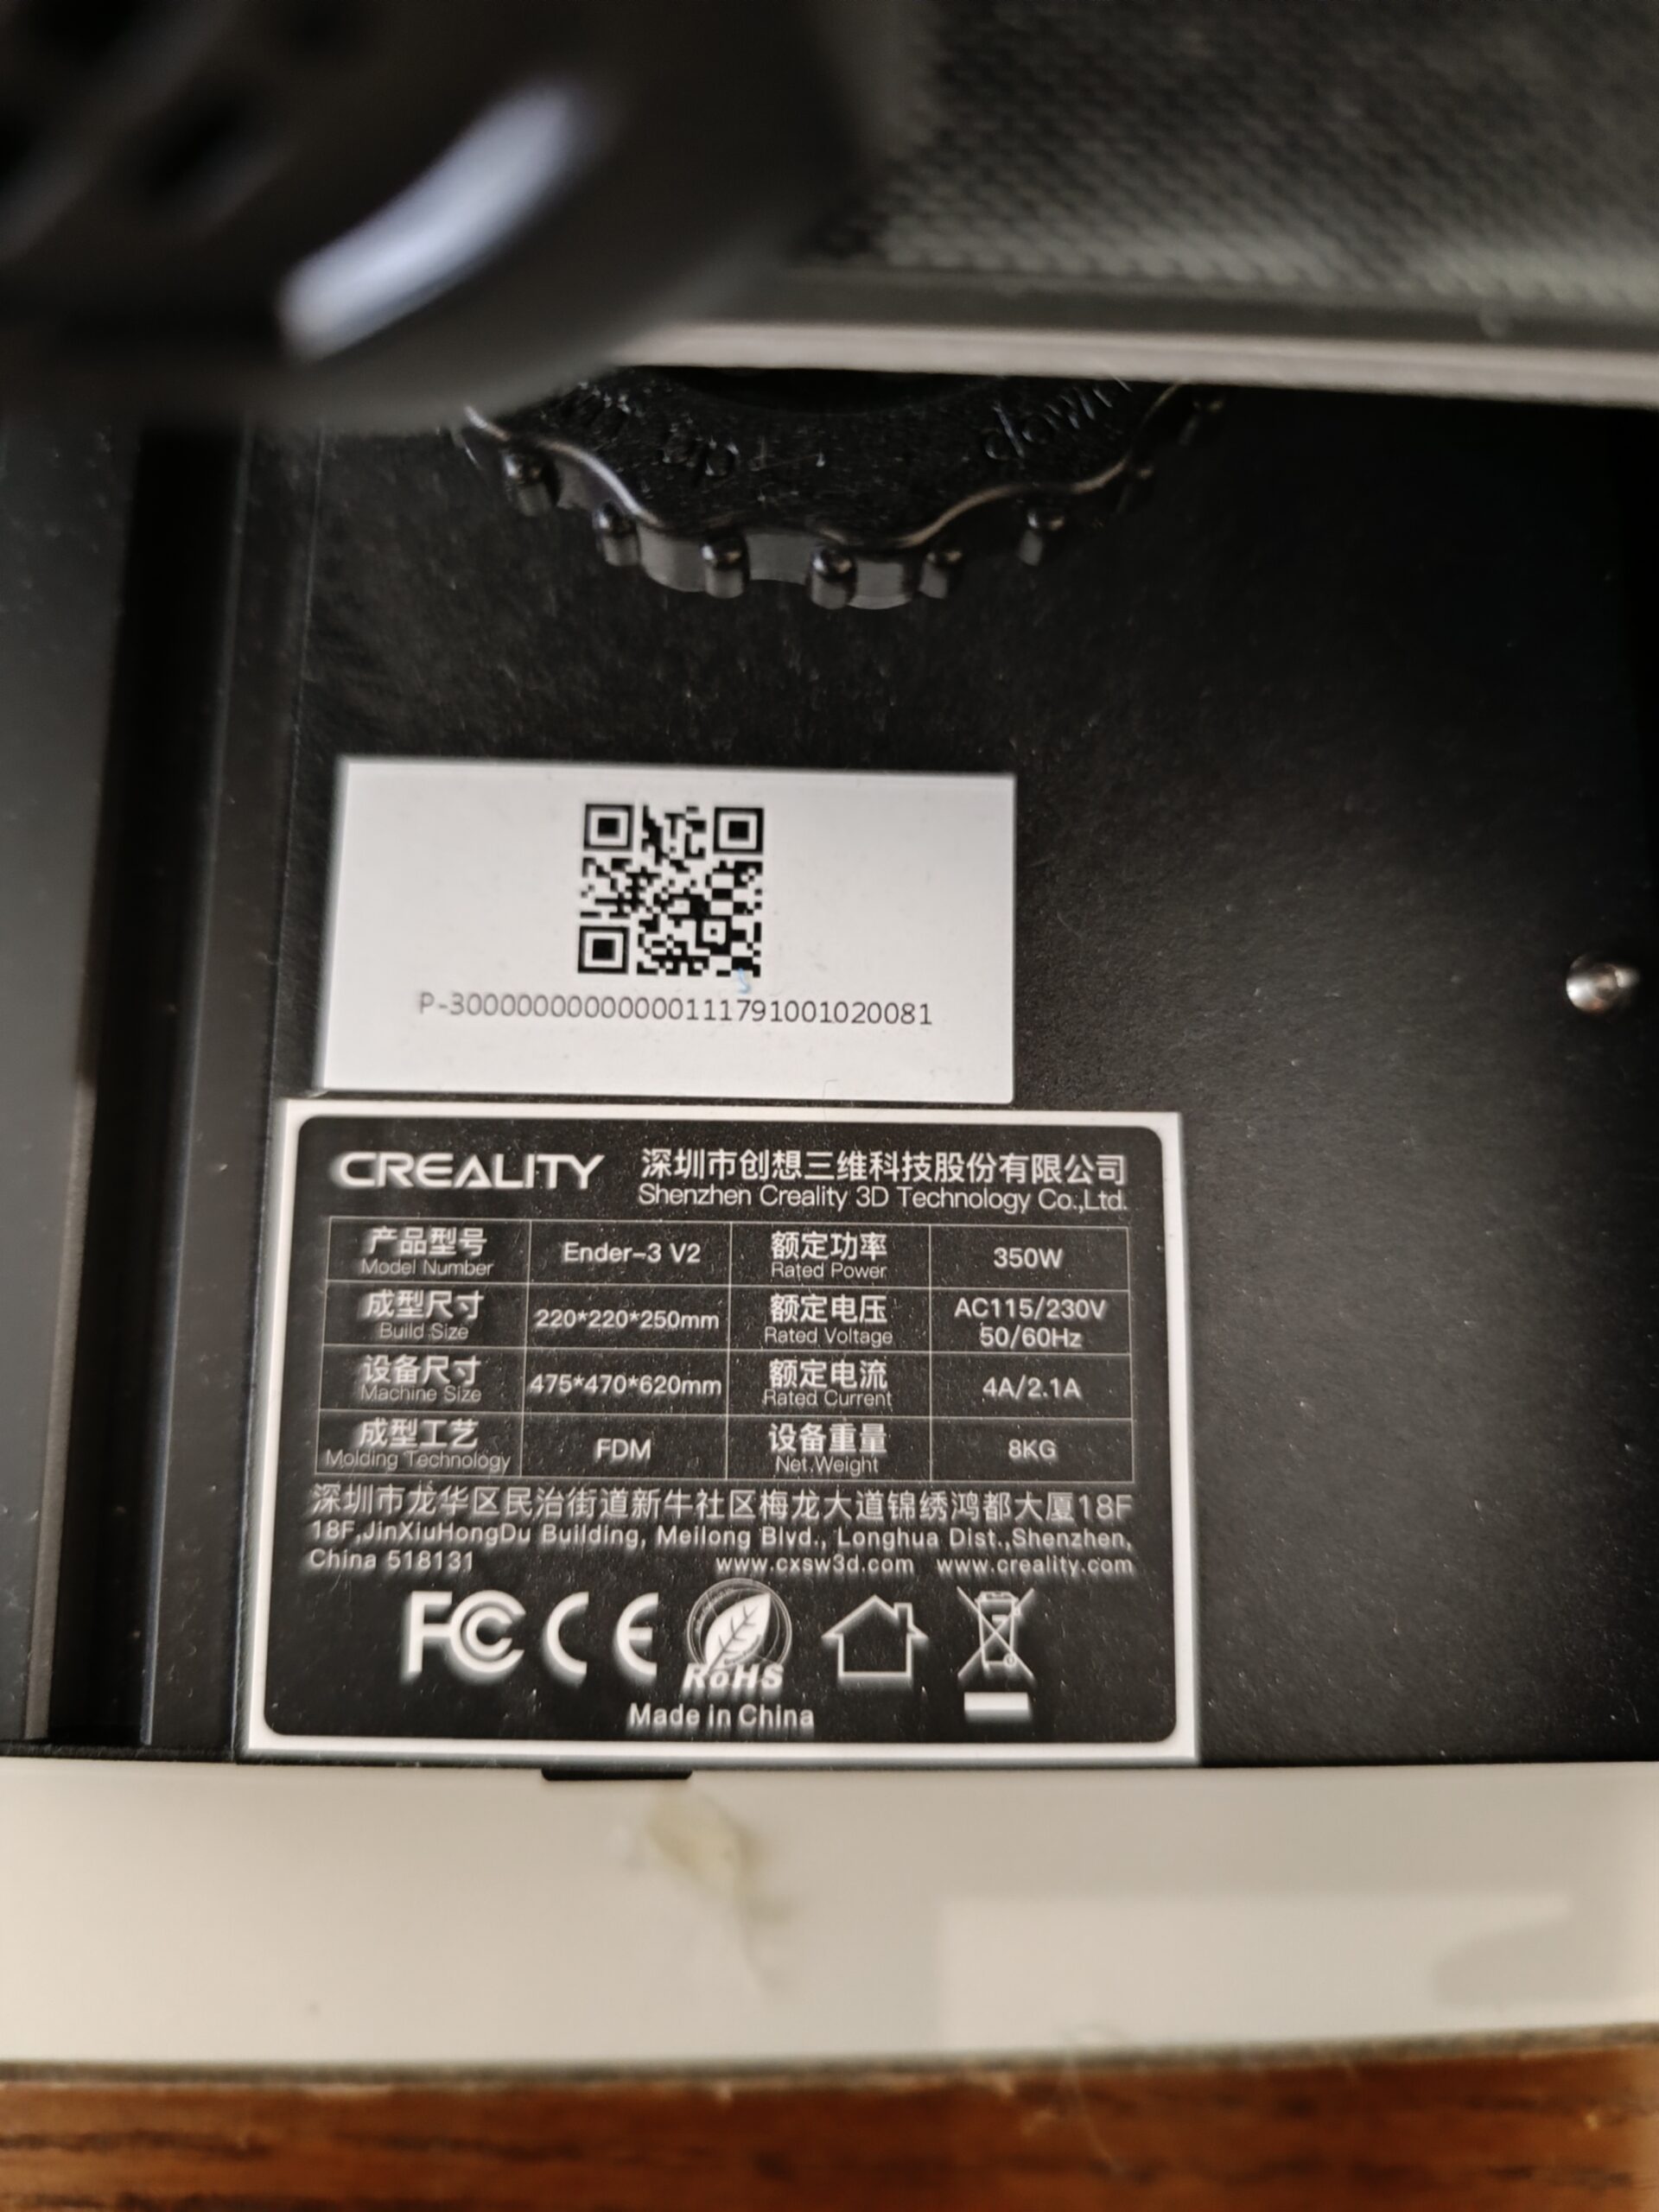 up
down
P-3000000000000011179​1001020081
CREALITY 深圳市创想三维科技股份有限公司
Shenzhen Creality 3D Technology Co.,Ltd.
产品型号 Ender-3 V2 额定功率 350W
Model Number Rated Power
成型尺寸 220*220*250mm 额定电压 AC115/230V
Build Size Rated Voltage 50/60Hz
设备尺寸 475*470*620mm 额定电流 4A/2.1A
Machine Size Rated Current
成型工艺 FDM 设备重量 8KG
Molding Technology Net.Weight
深圳市龙华区民治街道新牛社区梅龙大道锦绣鸿都大厦18F
18F,JinXiuHongDu Building, Meilong Blvd., Longhua Dist.,Shenzhen,
China 518131 www.cxsw3d.com www.creality.com
FC CE RoHS
Made in China